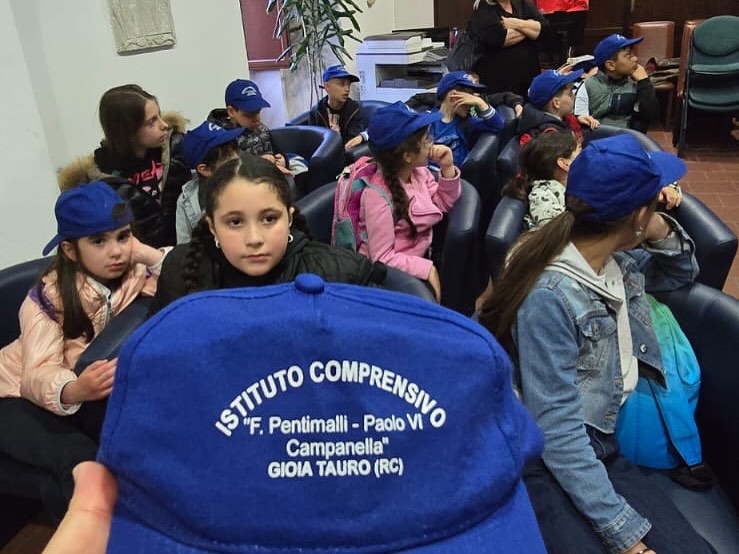 ISTITUTO COMPRENSIVO
"F. Pentimalli - Paolo VI
Campanella"
GIOIA TAURO (RC)